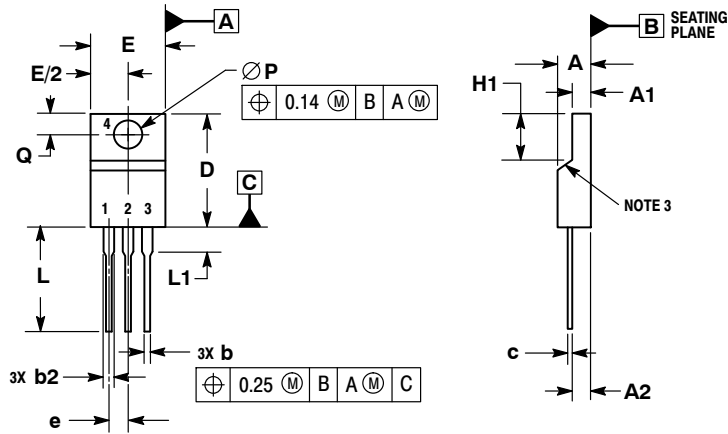 A
E
E/2
∅ P
⌖ 0.14 Ⓜ B A Ⓜ
4
Q
D
C
1 2 3
L
L1
3X b
3X b2
⌖ 0.25 Ⓜ B A Ⓜ C
e
B SEATING
PLANE
A
H1
A1
NOTE 3
c
A2